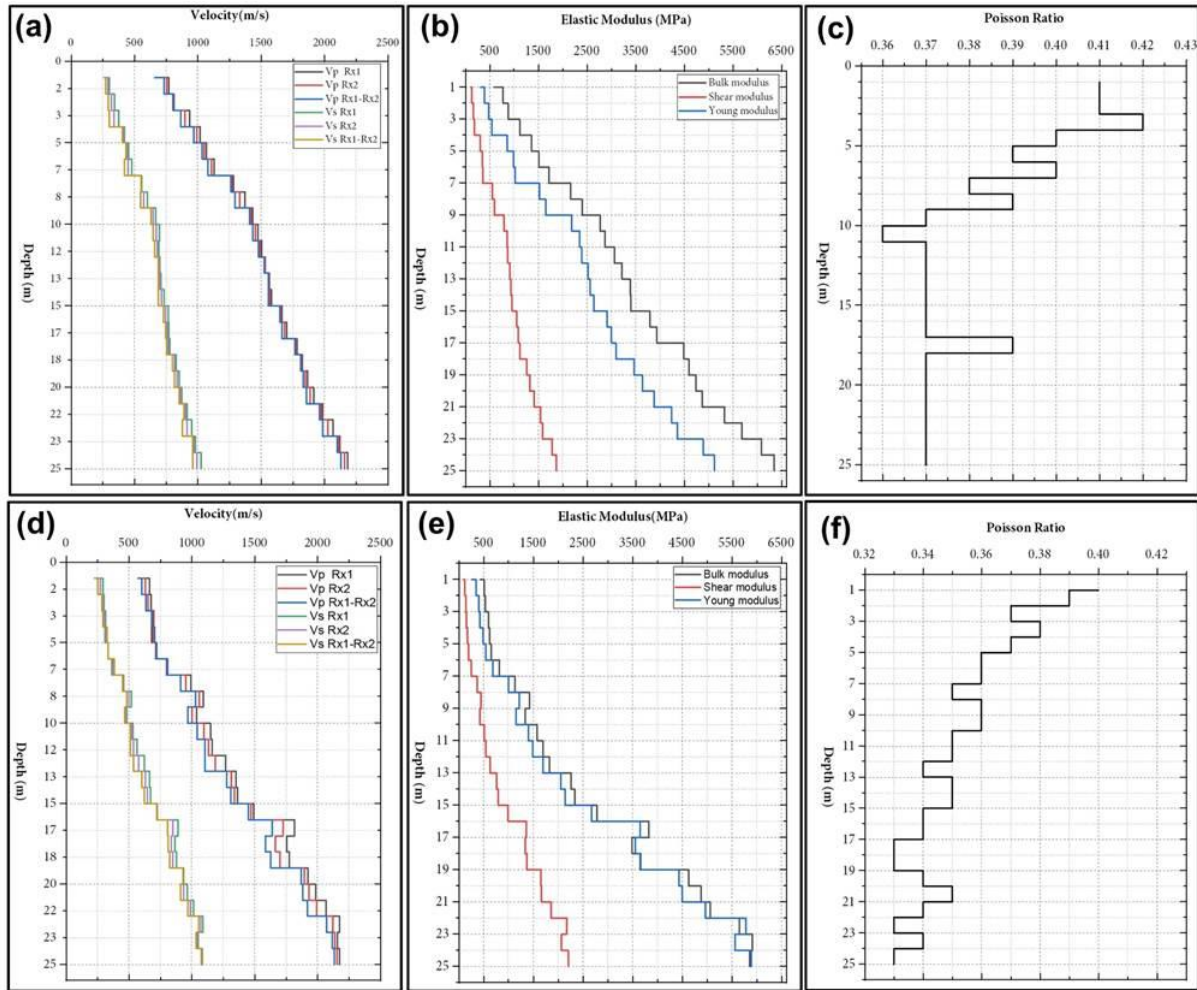 (a)
Velocity(m/s)
0 500 1000 1500 2000 2500
Vp Rx1
Vp Rx2
Vp Rx1-Rx2
Vs Rx1
Vs Rx2
Vs Rx1-Rx2
0
2
3
5
7
8
10
12
13
15
17
18
20
22
23
25
Depth (m)
(b)
Elastic Modulus (MPa)
500 1500 2500 3500 4500 5500 6500
Bulk modulus
Shear modulus
Young modulus
1
3
5
7
9
11
13
15
17
19
21
23
25
Depth (m)
(c)
Poisson Ratio
0.36 0.37 0.38 0.39 0.40 0.41 0.42 0.43
0
5
10
15
20
25
Depth (m)
(d)
Velocity(m/s)
0 500 1000 1500 2000 2500
Vp Rx1
Vp Rx2
Vp Rx1-Rx2
Vs Rx1
Vs Rx2
Vs Rx1-Rx2
0
2
3
5
7
8
10
12
13
15
17
18
20
22
23
25
Depth (m)
(e)
Elastic Modulus(MPa)
500 1500 2500 3500 4500 5500 6500
Bulk modulus
Shear modulus
Young modulus
1
3
5
7
9
11
13
15
17
19
21
23
25
Depth (m)
(f)
Poisson Ratio
0.32 0.34 0.36 0.38 0.40 0.42
1
3
5
7
9
11
13
15
17
19
21
23
25
Depth (m)